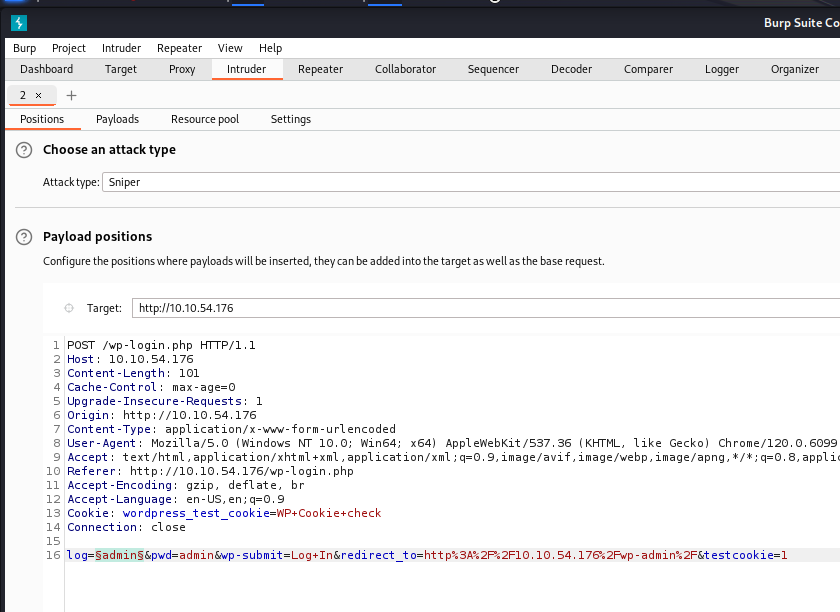 Burp Suite Co
Burp Project Intruder Repeater View Help
Dashboard Target Proxy Intruder Repeater Collaborator Sequencer Decoder Comparer Logger Organizer
2 × +
Positions Payloads Resource pool Settings
? Choose an attack type
Attack type: Sniper
? Payload positions
Configure the positions where payloads will be inserted, they can be added into the target as well as the base request.
Target: http://10.10.54.176
1 POST /wp-login.php HTTP/1.1
2 Host: 10.10.54.176
3 Content-Length: 101
4 Cache-Control: max-age=0
5 Upgrade-Insecure-Requests: 1
6 Origin: http://10.10.54.176
7 Content-Type: application/x-www-form-urlencoded
8 User-Agent: Mozilla/5.0 (Windows NT 10.0; Win64; x64) AppleWebKit/537.36 (KHTML, like Gecko) Chrome/120.0.6099
9 Accept: text/html,application/xhtml+xml,application/xml;q=0.9,image/avif,image/webp,image/apng,*/*;q=0.8,applic
10 Referer: http://10.10.54.176/wp-login.php
11 Accept-Encoding: gzip, deflate, br
12 Accept-Language: en-US,en;q=0.9
13 Cookie: wordpress_test_cookie=WP+Cookie+check
14 Connection: close
15
16 log=§admin§&pwd=admin&wp-submit=Log+In&redirect_to=http%3A%2F%2F10.10.54.176%2Fwp-admin%2F&testcookie=1